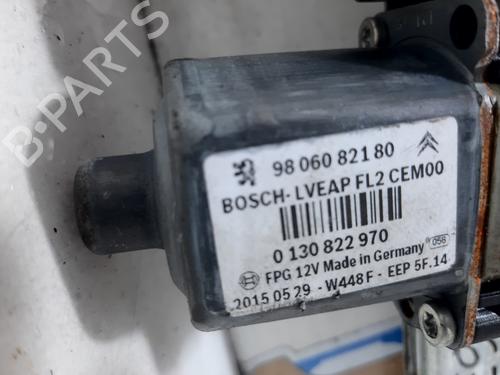 98 060 821 80
BOSCH- LVEAP FL2 CEM00
0 130 822 970
056
FPG 12V Made in Germany
2015 05 29 - W448F - EEP 5F.14
B-PARTS